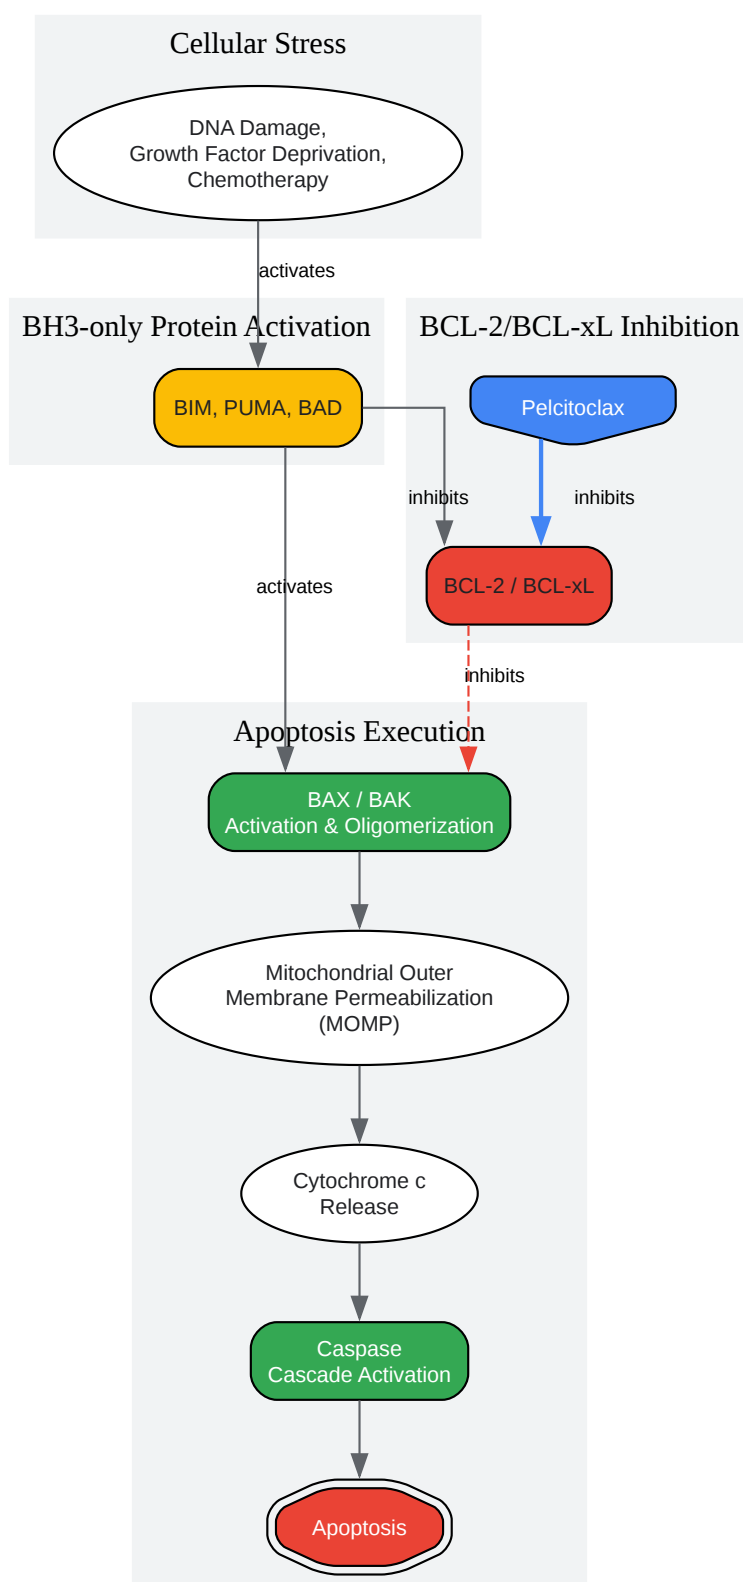 Cellular Stress
DNA Damage,
Growth Factor Deprivation,
Chemotherapy
activates
BH3-only Protein Activation
BCL-2/BCL-xL Inhibition
BIM, PUMA, BAD
Pelcitoclax
inhibits
inhibits
BCL-2 / BCL-xL
activates
inhibits
Apoptosis Execution
BAX / BAK
Activation & Oligomerization
Mitochondrial Outer
Membrane Permeabilization
(MOMP)
Cytochrome c
Release
Caspase
Cascade Activation
Apoptosis